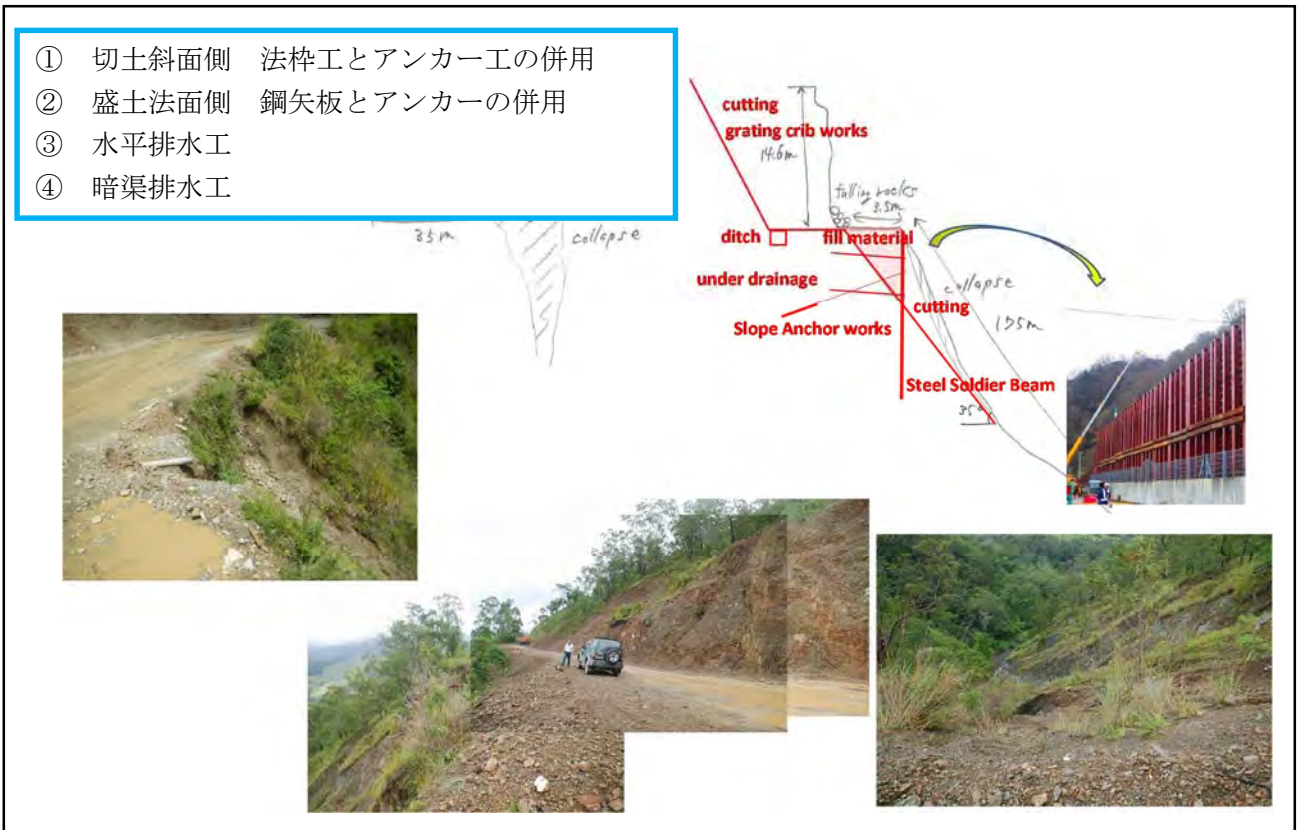 ① 切土斜面側 法枠工とアンカー工の併用
② 盛土法面側 鋼矢板とアンカーの併用
③ 水平排水工
④ 暗渠排水工
cutting
grating crib works
14.6m
falling rocks
3.5m
ditch
fill material
35m
collapse
under drainage
collapse
cutting
Slope Anchor works
Steel Soldier Beam
35°